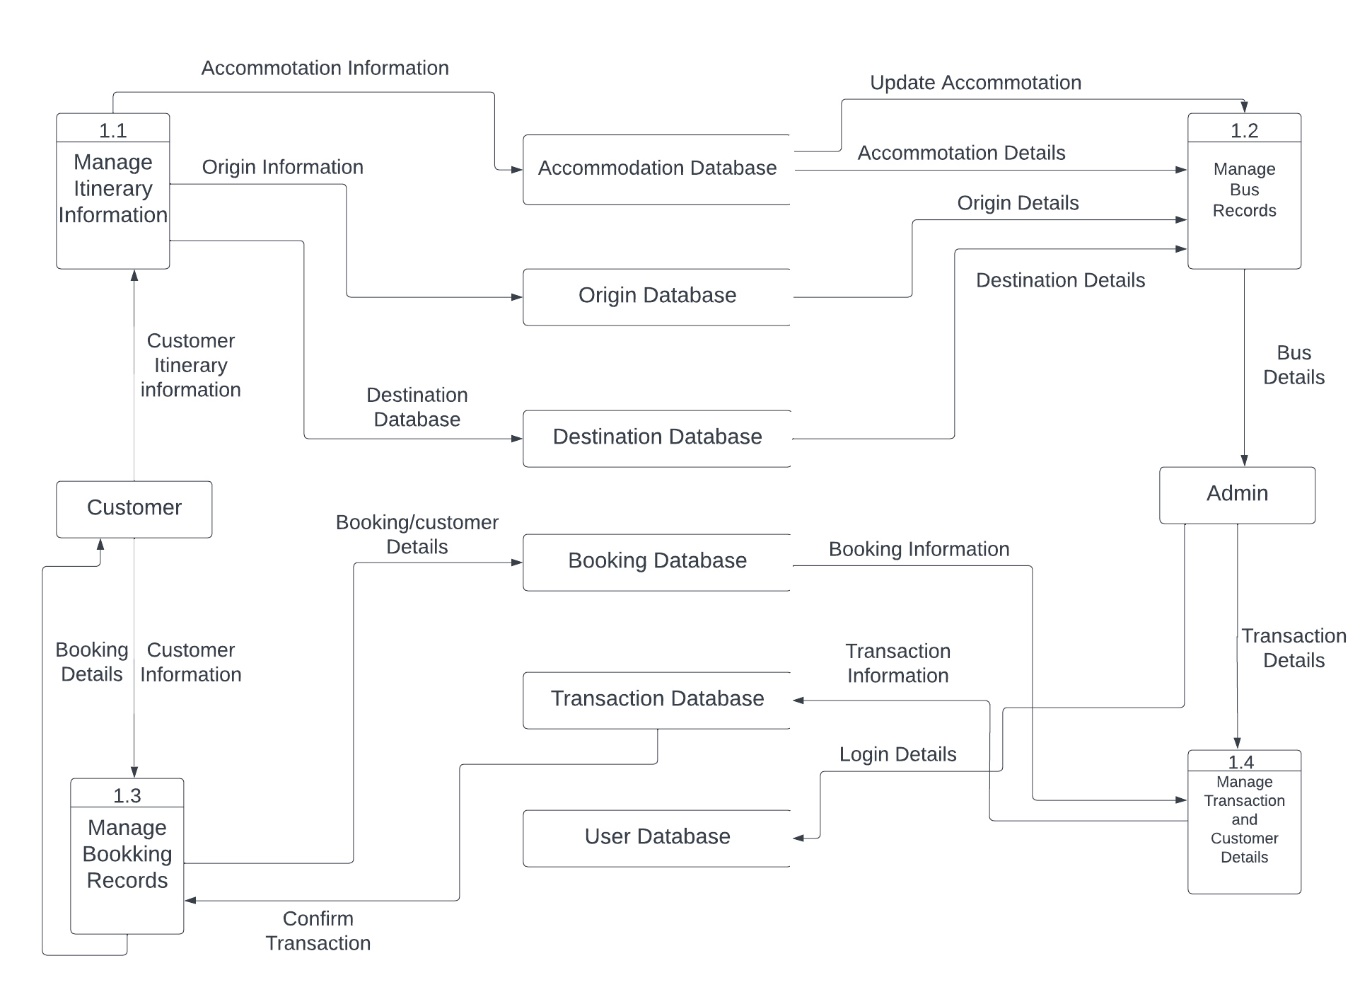 Accommotation Information
Update Accommotation
1.1
Manage
Itinerary
Information
Origin Information
Accommodation Database
Accommotation Details
1.2
Manage
Bus
Records
Origin Details
Origin Database
Destination Details
Customer
Itinerary
information
Destination
Database
Destination Database
Bus
Details
Customer
Admin
Booking/customer
Details
Booking Database
Booking Information
Booking
Details
Customer
Information
Transaction Database
Transaction
Information
Transaction
Details
Login Details
User Database
1.3
Manage
Bookking
Records
1.4
Manage
Transaction
and
Customer
Details
Confirm
Transaction